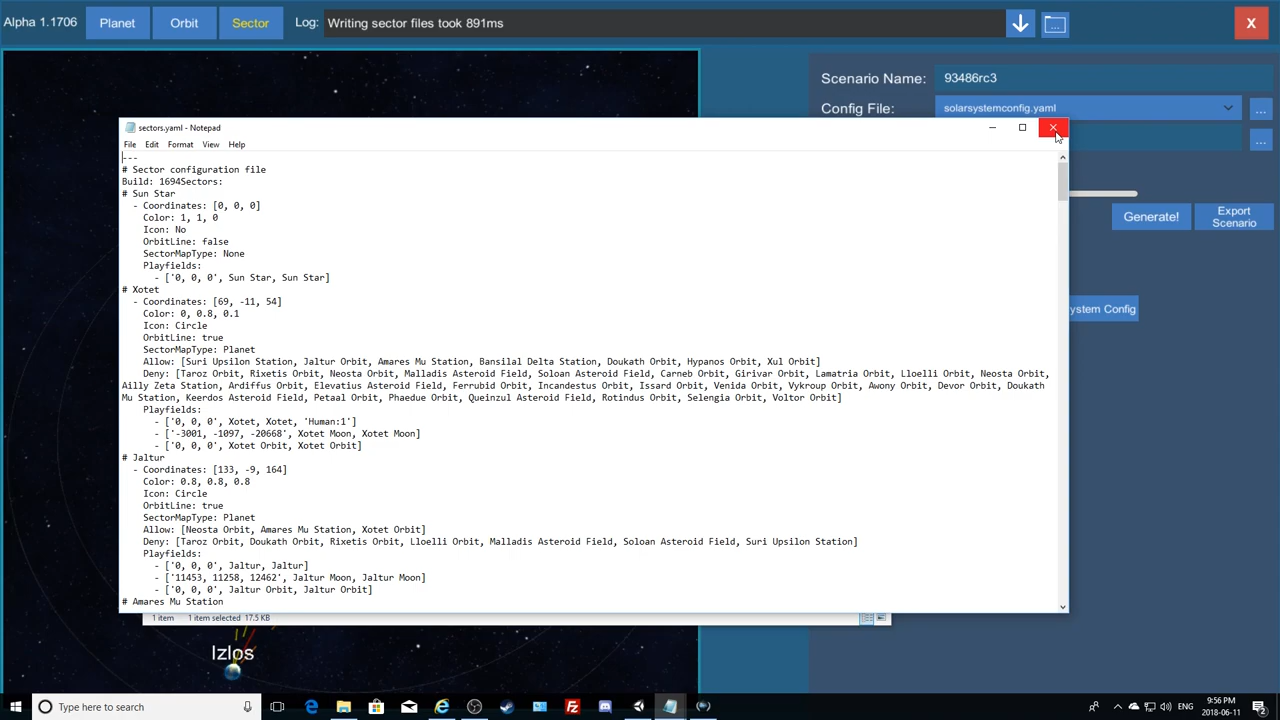 Alpha 1.1706 Planet Orbit Sector Log: Writing sector files took 891ms X
Scenario Name: 93486rc3
Config File: solarsystemconfig.yaml ...
...
Generate! Export Scenario
ystem Config
sectors.yaml - Notepad
File Edit Format View Help
---
# Sector configuration file
Build: 1694Sectors:
# Sun Star
- Coordinates: [0, 0, 0]
Color: 1, 1, 0
Icon: No
OrbitLine: false
SectorMapType: None
Playfields:
- ['0, 0, 0', Sun Star, Sun Star]
# Xotet
- Coordinates: [69, -11, 54]
Color: 0, 0.8, 0.1
Icon: Circle
OrbitLine: true
SectorMapType: Planet
Allow: [Suri Upsilon Station, Jaltur Orbit, Amares Mu Station, Bansilal Delta Station, Doukath Orbit, Hypanos Orbit, Xul Orbit]
Deny: [Taroz Orbit, Rixetis Orbit, Neosta Orbit, Malladis Asteroid Field, Soloan Asteroid Field, Carneb Orbit, Girivar Orbit, Lamatria Orbit, Lloelli Orbit, Neosta Orbit,
Ailly Zeta Station, Ardiffus Orbit, Elevatius Asteroid Field, Ferrubid Orbit, Incandestus Orbit, Issard Orbit, Venida Orbit, Vykroup Orbit, Awony Orbit, Devor Orbit, Doukath
Mu Station, Keerdos Asteroid Field, Petaal Orbit, Phaedue Orbit, Queinzul Asteroid Field, Rotindus Orbit, Selengia Orbit, Voltor Orbit]
Playfields:
- ['0, 0, 0', Xotet, Xotet, 'Human:1']
- ['-3001, -1097, -20668', Xotet Moon, Xotet Moon]
- ['0, 0, 0', Xotet Orbit, Xotet Orbit]
# Jaltur
- Coordinates: [133, -9, 164]
Color: 0.8, 0.8, 0.8
Icon: Circle
OrbitLine: true
SectorMapType: Planet
Allow: [Neosta Orbit, Amares Mu Station, Xotet Orbit]
Deny: [Taroz Orbit, Doukath Orbit, Rixetis Orbit, Lloelli Orbit, Malladis Asteroid Field, Soloan Asteroid Field, Suri Upsilon Station]
Playfields:
- ['0, 0, 0', Jaltur, Jaltur]
- ['11453, 11258, 12462', Jaltur Moon, Jaltur Moon]
- ['0, 0, 0', Jaltur Orbit, Jaltur Orbit]
# Amares Mu Station
1 item 1 item selected 17.5 KB
Izlos
Type here to search
ENG
9:56 PM
2018-06-11
2